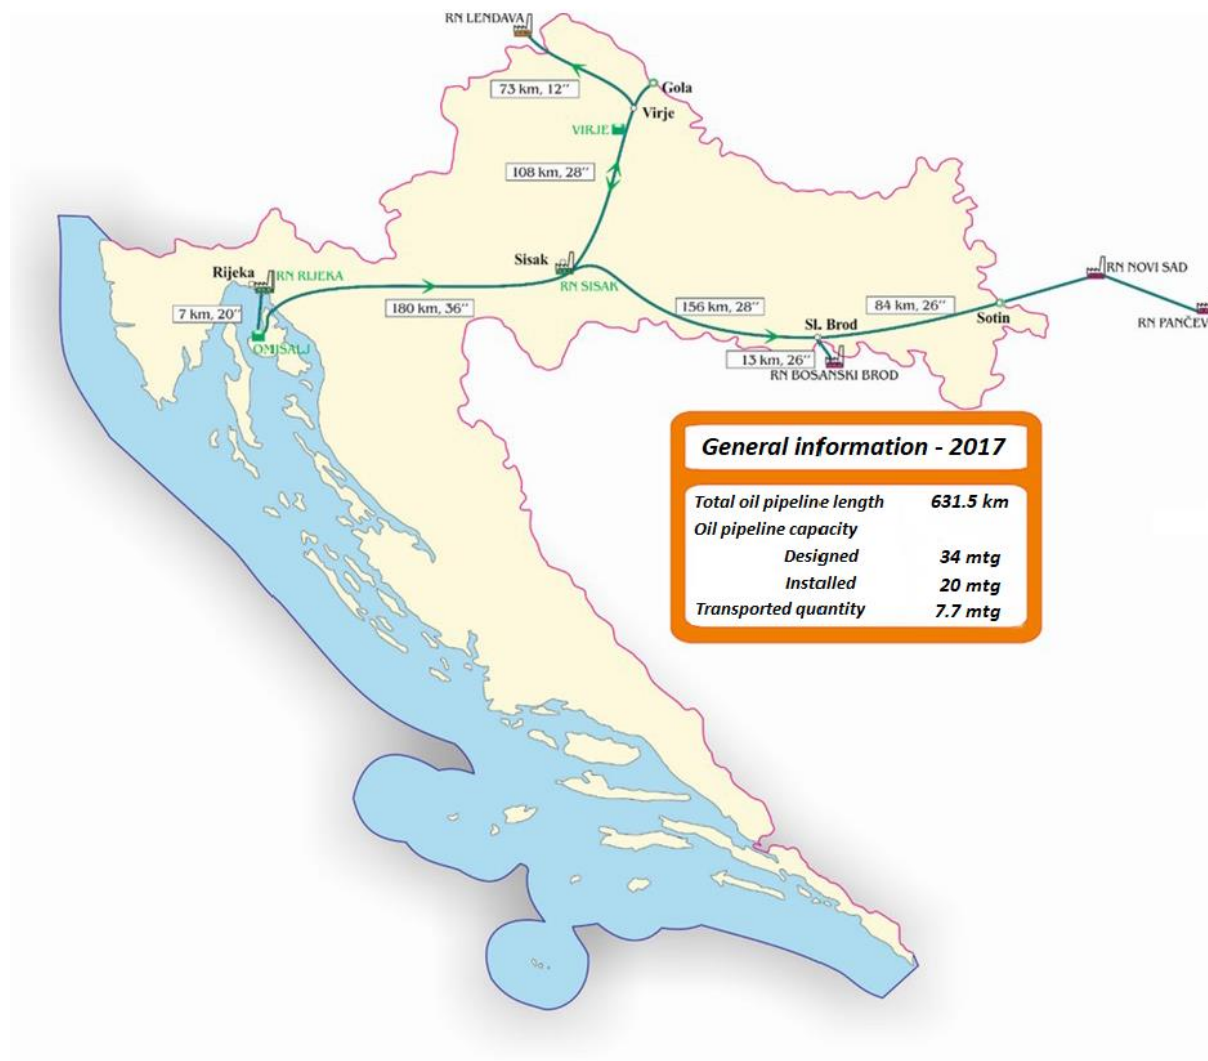 RN LENDAVA
73 km, 12’’
Gola
Virje
VIRJE
108 km, 28’’
Sisak
RN SISAK
Rijeka
RN RIJEKA
7 km, 20’’
OMIŠALJ
180 km, 36’’
156 km, 28’’
84 km, 26’’
RN NOVI SAD
Sl. Brod
Sotin
RN PANČEV
13 km, 26’’
RN BOSANSKI BROD
General information - 2017
Total oil pipeline length 631.5 km
Oil pipeline capacity
Designed 34 mtg
Installed 20 mtg
Transported quantity 7.7 mtg